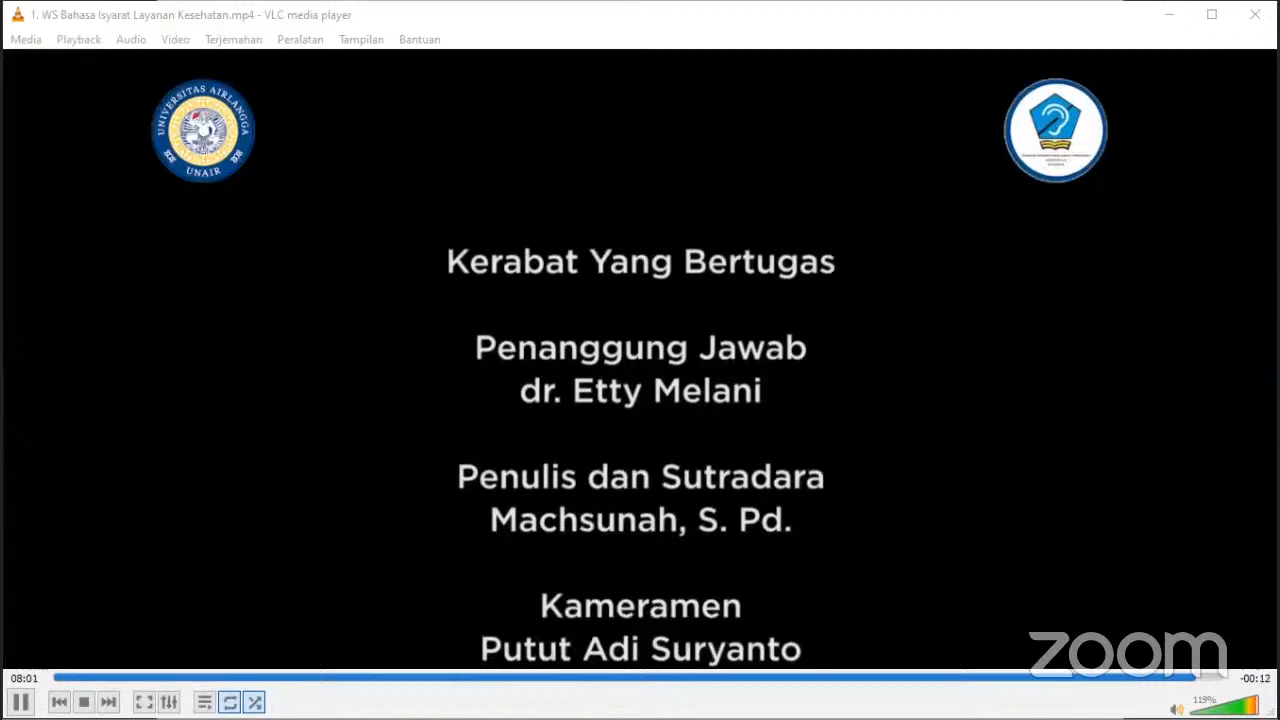 1. WS Bahasa Isyarat Layanan Kesehatan.mp4 - VLC media player
Media Playback Audio Video Terjemahan Peralatan Tampilan Bantuan
UNIVERSITAS AIRLANGGA
UNAIR
Kerabat Yang Bertugas
Penanggung Jawab
dr. Etty Melani
Penulis dan Sutradara
Machsunah, S. Pd.
Kameramen
Putut Adi Suryanto
zoom
08:01
-00:12
119%